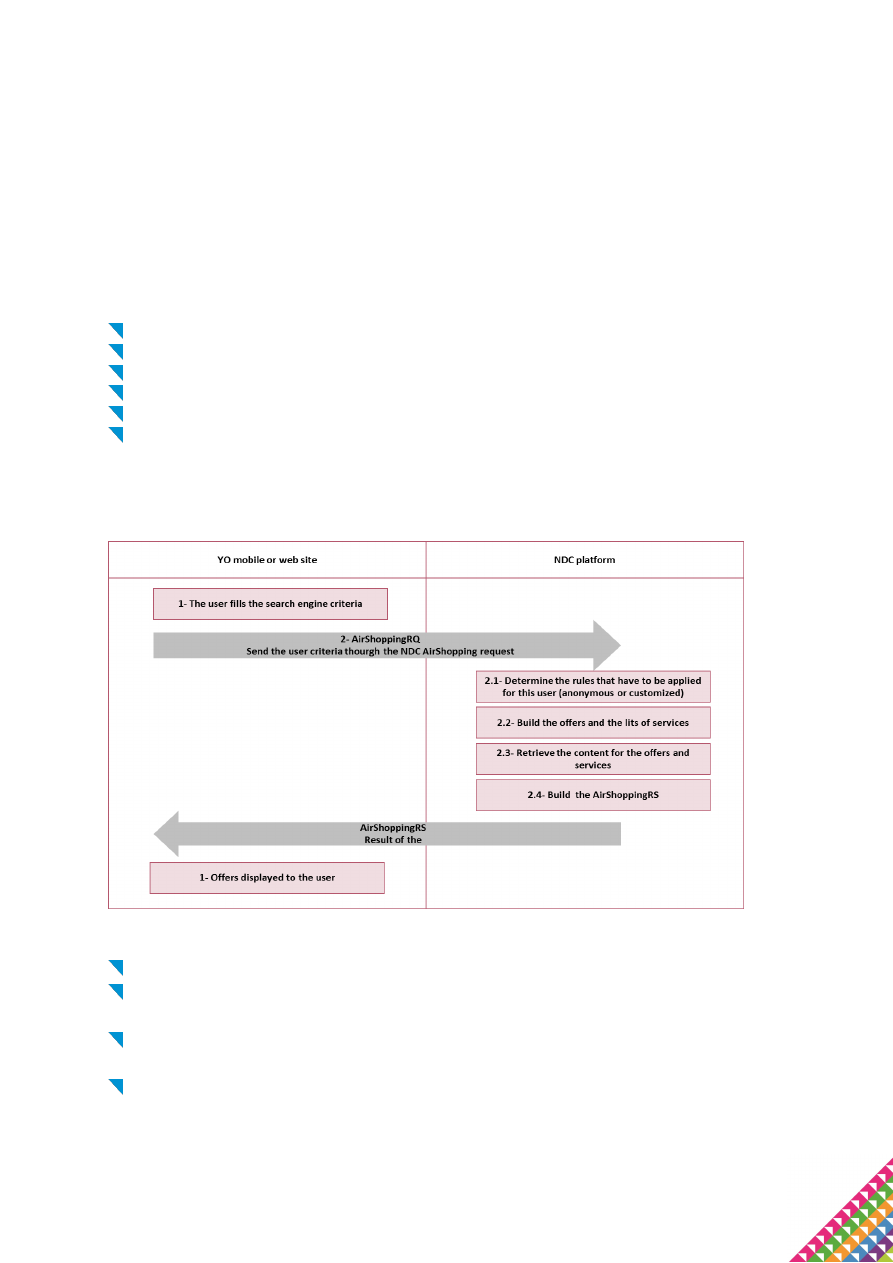 YO mobile or web site
NDC platform
1- The user fills the search engine criteria
2- AirShoppingRQ
Send the user criteria thourgh the NDC AirShopping request
2.1- Determine the rules that have to be applied
for this user (anonymous or customized)
2.2- Build the offers and the lits of services
2.3- Retrieve the content for the offers and
services
2.4- Build the AirShoppingRS
AirShoppingRS
Result of the
1- Offers displayed to the user